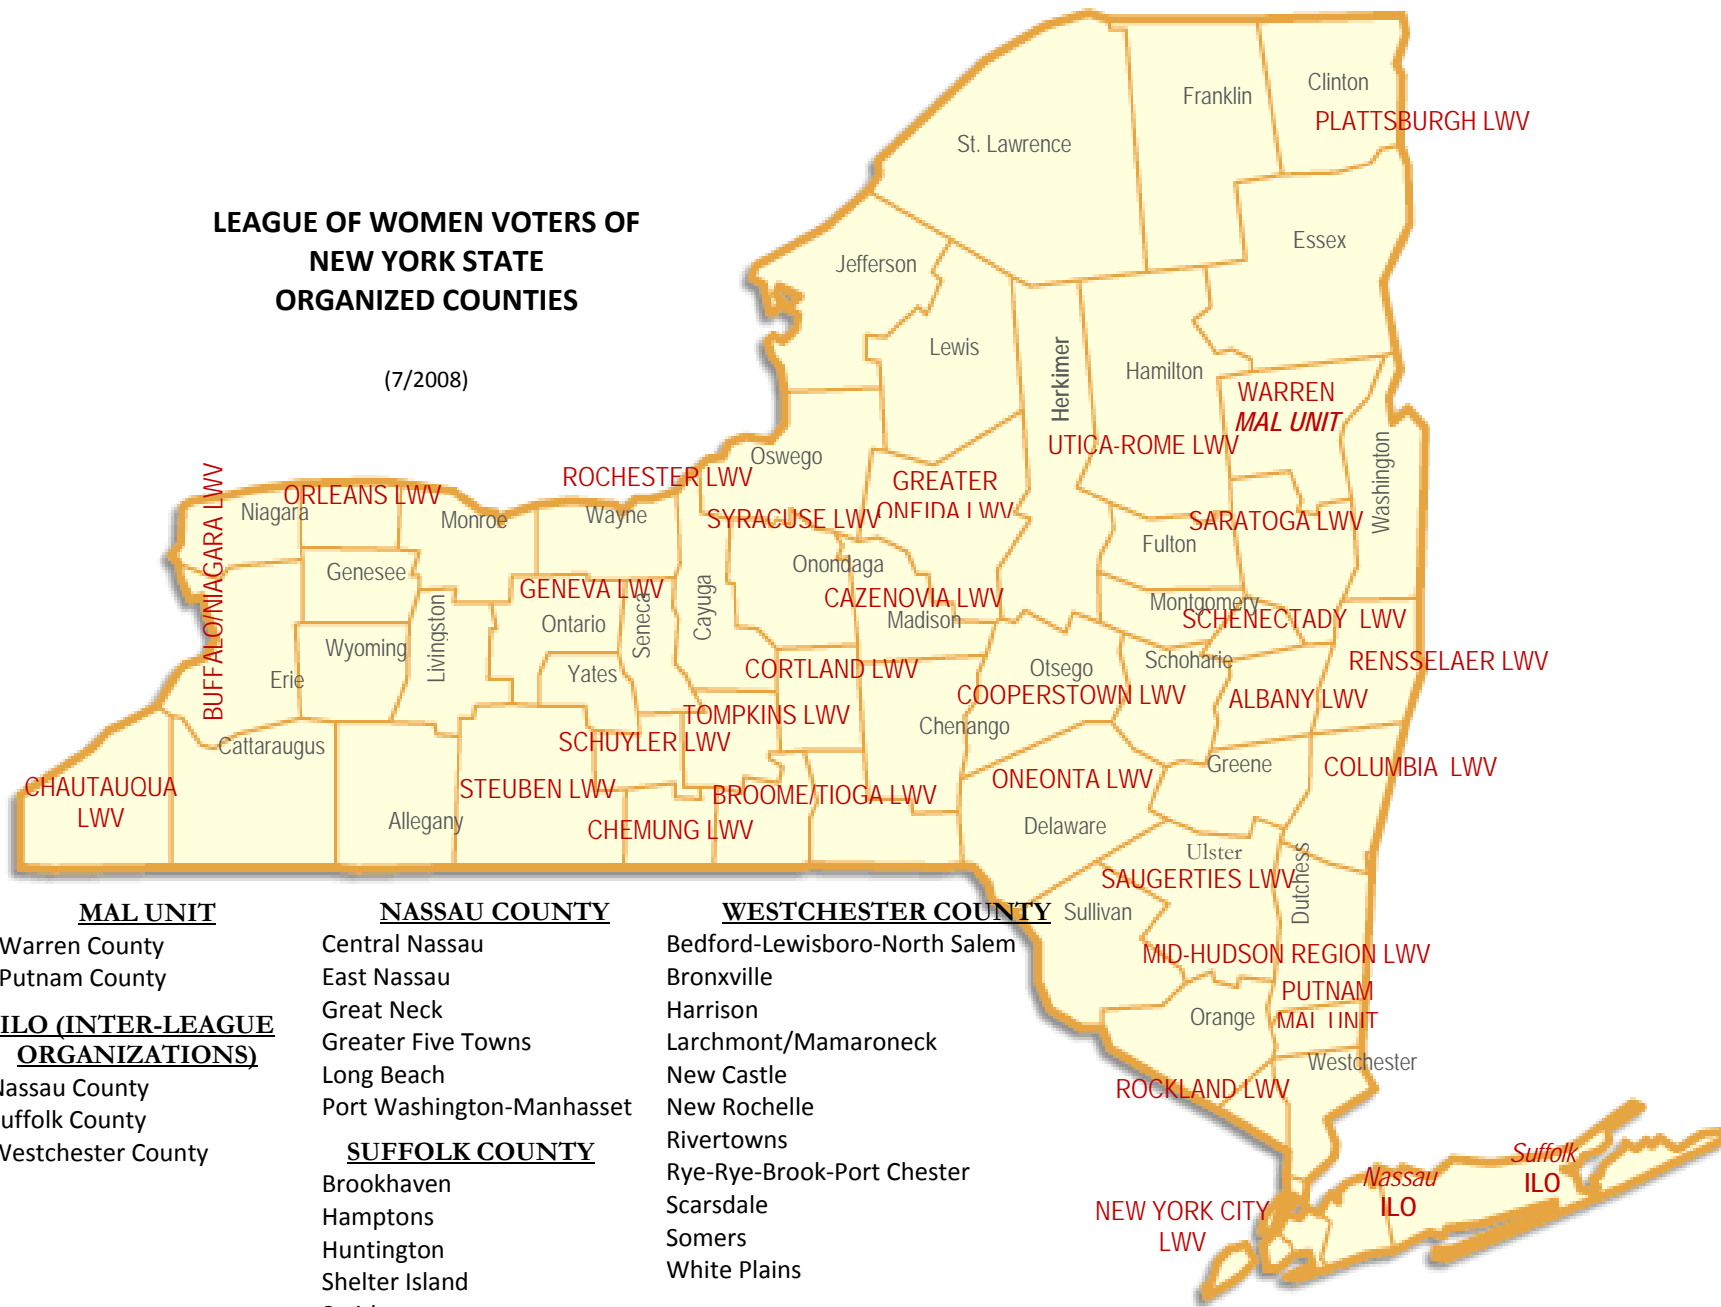 LEAGUE OF WOMEN VOTERS OF
NEW YORK STATE
ORGANIZED COUNTIES
(7/2008)
Clinton
Franklin
PLATTSBURGH LWV
St. Lawrence
Essex
Jefferson
Lewis
Herkimer
Hamilton
WARREN
MAL UNIT
UTICA-ROME LWV
Washington
Oswego
ROCHESTER LWV
GREATER
ONEIDA LWV
BUFFALO/NIAGARA LWV
ORLEANS LWV
Niagara
Monroe
Wayne
SYRACUSE LWV
SARATOGA LWV
Fulton
Genesee
Onondaga
GENEVA LWV
CAZENOVIA LWV
Montgomery
SCHENECTADY LWV
Livingston
Ontario
Seneca
Cayuga
Madison
Wyoming
Erie
Yates
CORTLAND LWV
Otsego
Schoharie
RENSSELAER LWV
COOPERSTOWN LWV
ALBANY LWV
TOMPKINS LWV
Chenango
SCHUYLER LWV
Cattaraugus
Greene
COLUMBIA LWV
CHAUTAUQUA
LWV
STEUBEN LWV
BROOME/TIOGA LWV
ONEONTA LWV
Allegany
CHEMUNG LWV
Delaware
Ulster
SAUGERTIES LWV
Dutchess
Sullivan
MID-HUDSON REGION LWV
PUTNAM
MAL UNIT
Orange
Westchester
ROCKLAND LWV
Suffolk
ILO
Nassau
ILO
NEW YORK CITY
LWV
MAL UNIT
Warren County
Putnam County
ILO (INTER-LEAGUE
ORGANIZATIONS)
Nassau County
uffolk County
Westchester County
NASSAU COUNTY
Central Nassau
East Nassau
Great Neck
Greater Five Towns
Long Beach
Port Washington-Manhasset
SUFFOLK COUNTY
Brookhaven
Hamptons
Huntington
Shelter Island
WESTCHESTER COUNTY
Bedford-Lewisboro-North Salem
Bronxville
Harrison
Larchmont/Mamaroneck
New Castle
New Rochelle
Rivertowns
Rye-Rye-Brook-Port Chester
Scarsdale
Somers
White Plains